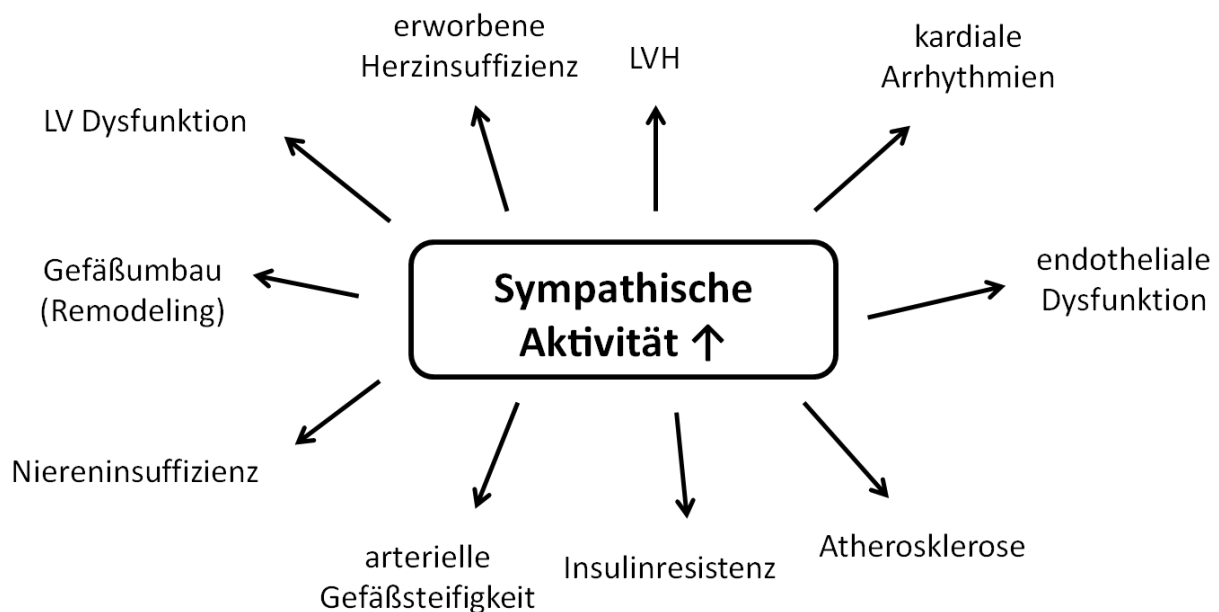 erworbene
Herzinsuffizienz
LVH
kardiale
Arrhythmien
LV Dysfunktion
Gefäßumbau
(Remodeling)
Sympathische
Aktivität ↑
endotheliale
Dysfunktion
Niereninsuffizienz
arterielle
Gefäßsteifigkeit
Insulinresistenz
Atherosklerose